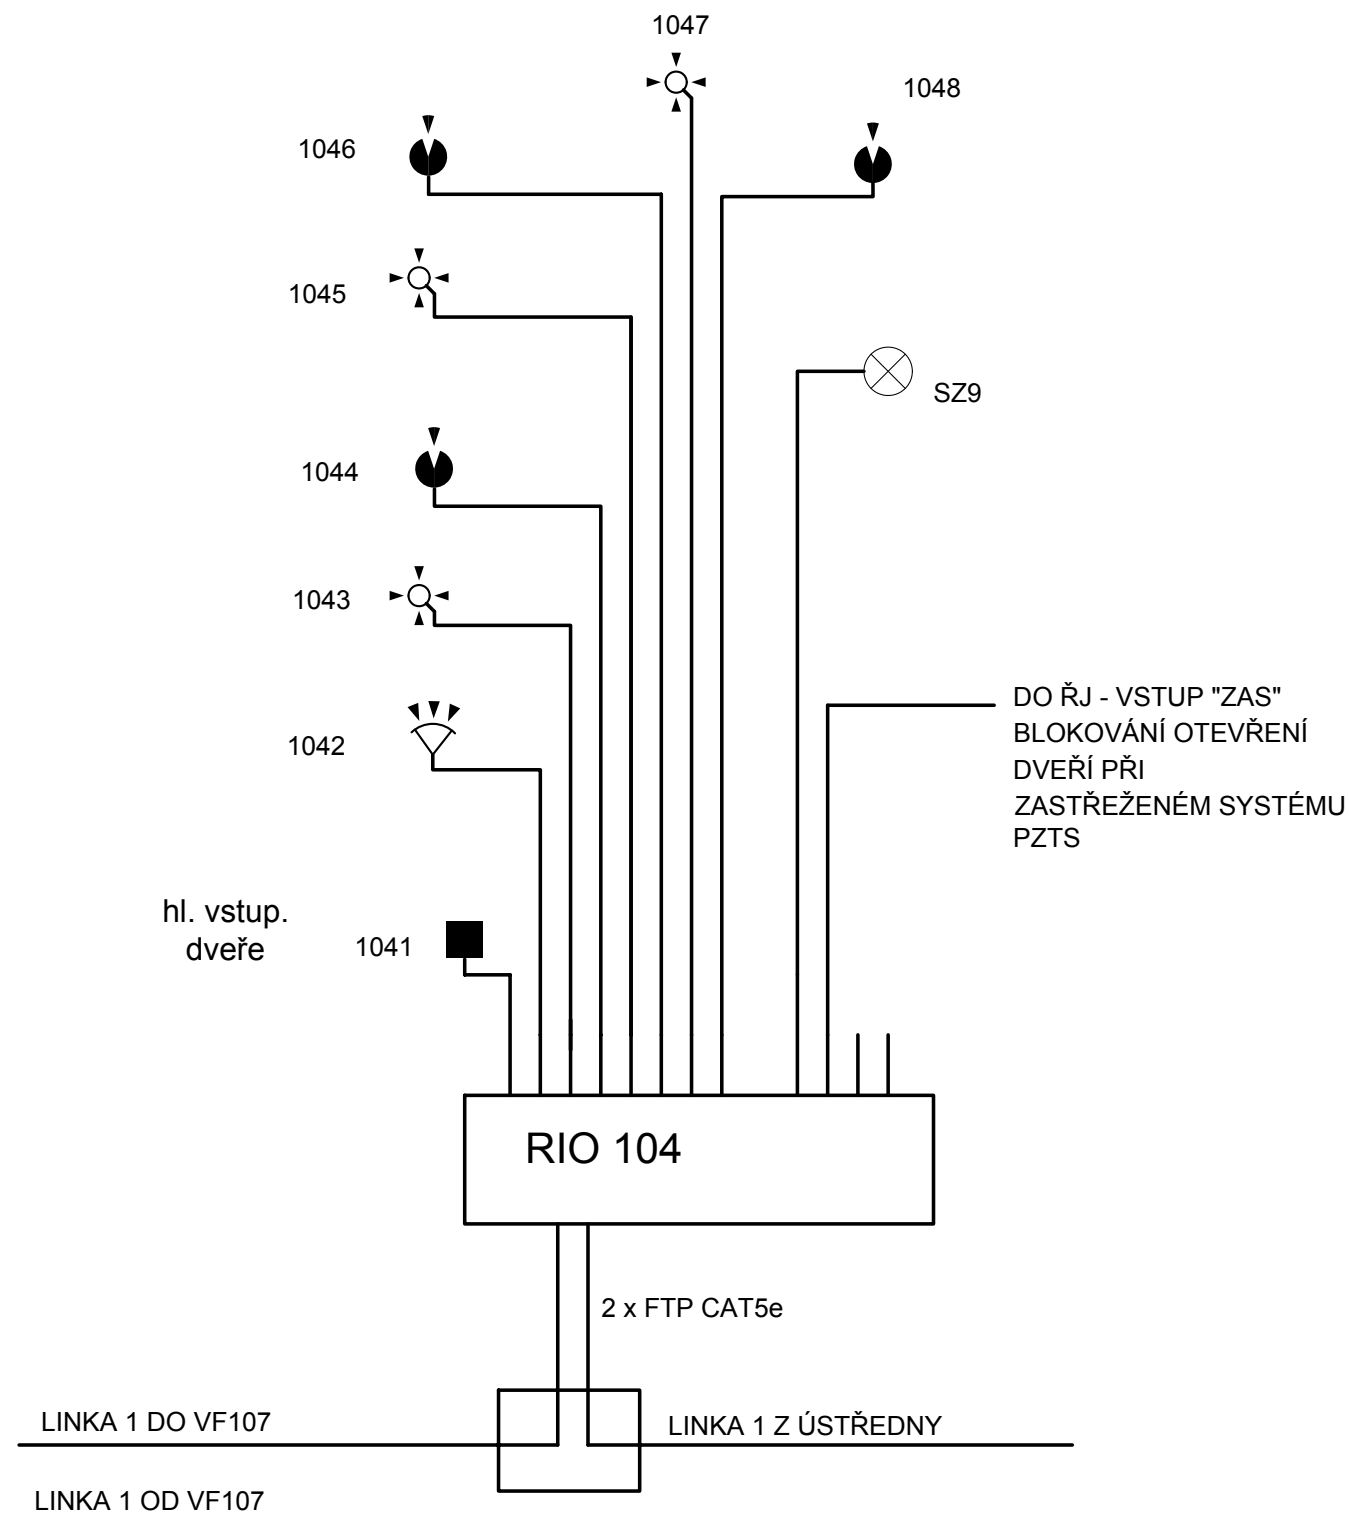 1047
1048
1046
1045
SZ9
1044
1043
DO ŘJ - VSTUP "ZAS"
BLOKOVÁNÍ OTEVŘENÍ
DVEŘÍ PŘI
ZASTŘEŽENÉM SYSTÉMU
PZTS
1042
hl. vstup.
dveře
1041
RIO 104
2 x FTP CAT5e
LINKA 1 DO VF107
LINKA 1 Z ÚSTŘEDNY
LINKA 1 OD VF107